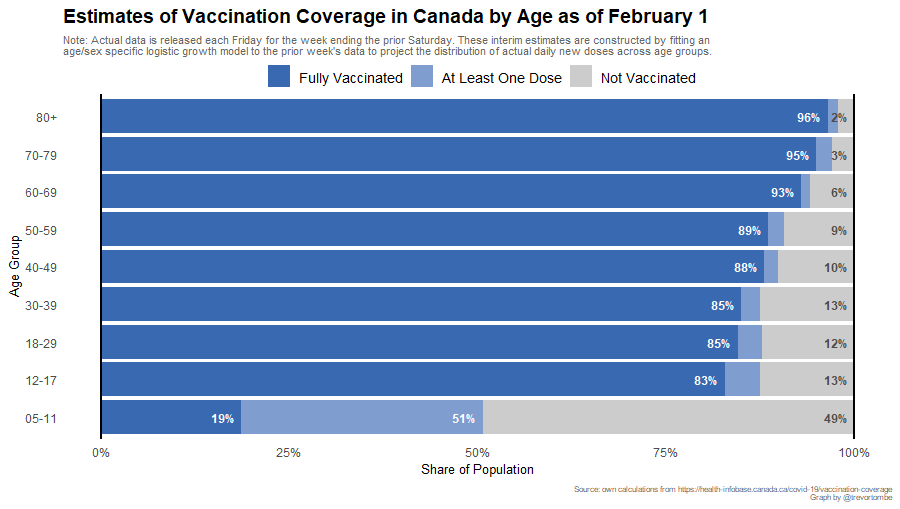 Estimates of Vaccination Coverage in Canada by Age as of February 1
Note: Actual data is released each Friday for the week ending the prior Saturday. These interim estimates are constructed by fitting an
age/sex specific logistic growth model to the prior week's data to project the distribution of actual daily new doses across age groups.
Fully Vaccinated At Least One Dose Not Vaccinated
80+ 96% 2%
70-79 95% 3%
60-69 93% 6%
50-59 89% 9%
Age Group
40-49 88% 10%
30-39 85% 13%
18-29 85% 12%
12-17 83% 13%
05-11 19% 51% 49%
0% 25% 50% 75% 100%
Share of Population
Source: own calculations from https://health-infobase.canada.ca/covid-19/vaccination-coverage
Graph by @trevortombe